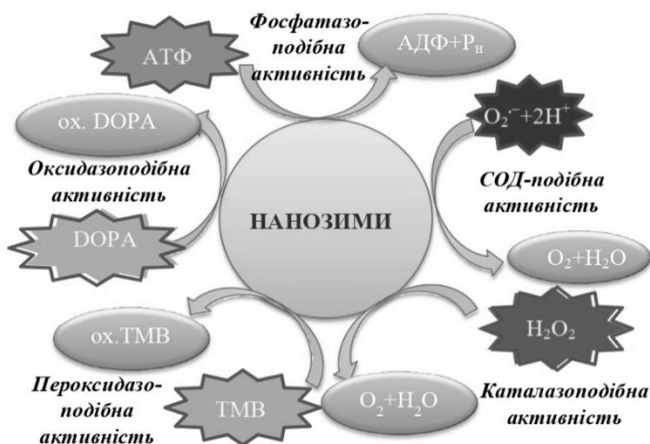 Фосфатазо-
подібна
активність
АТФ
АДФ+Рн
ox. DOPA
O₂·⁻+2H⁺
Оксидазоподібна
активність
СОД-подібна
активність
DOPA
НАНОЗИМИ
O₂+H₂O
ox.TMB
H₂O₂
Пероксидазо-
подібна
активність
TMB
O₂+H₂O
Каталазоподібна
активність